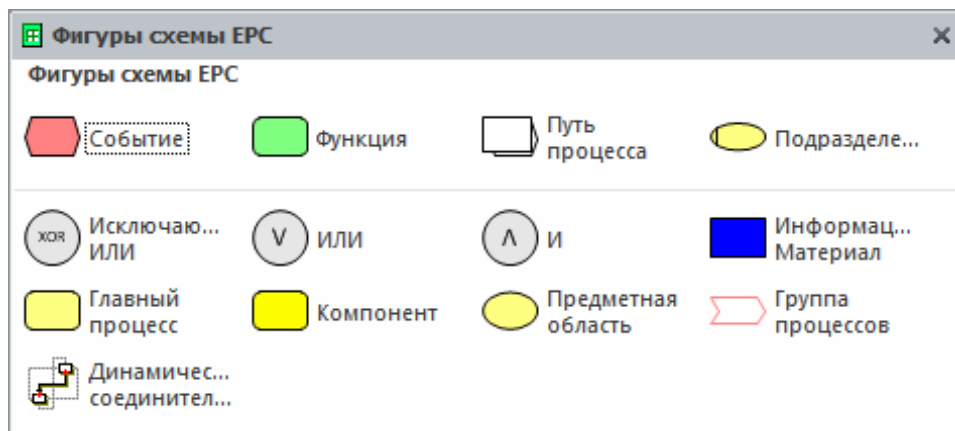 Фигуры схемы EPC
Фигуры схемы EPC
Событие
Функция
Путь
процесса
Подразделе...
XOR
Исключаю...
ИЛИ
V
ИЛИ
Λ
И
Информац...
Материал
Главный
процесс
Компонент
Предметная
область
Группа
процессов
Динамичес...
соединител...